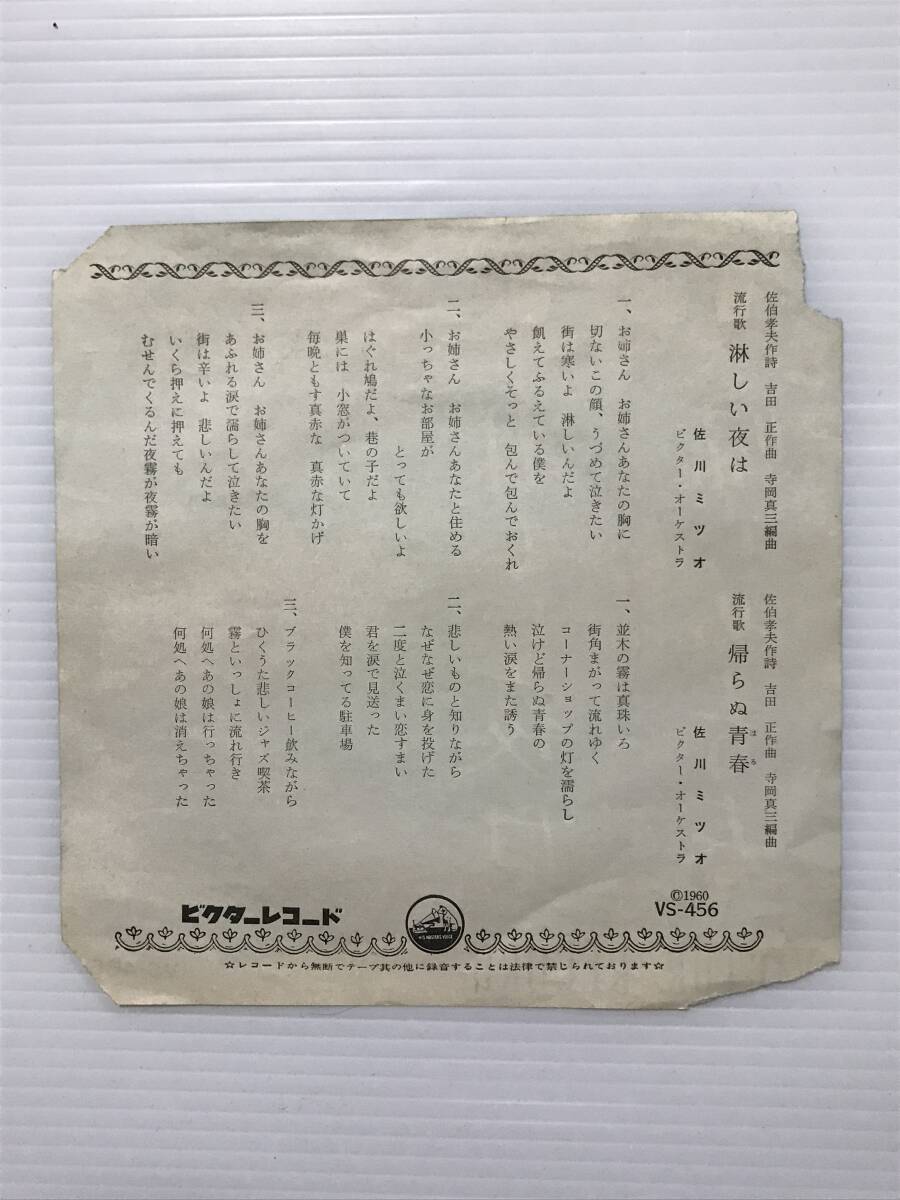 佐伯孝夫作詩　吉田　正作曲　寺岡真三編曲
流行歌　淋しい夜は
佐川ミツオ
ビクター・オーケストラ
一、お姉さん　お姉さんあなたの胸に
切ないこの顔、うづめて泣きたい
街は寒いよ　淋しいんだよ
飢えてふるえている僕を
やさしくそっと　包んで包んでおくれ
二、お姉さん　お姉さんあなたと住める
小っちゃなお部屋が
とっても欲しいよ
はぐれ鳩だよ、巷の子だよ
巣には　小窓がついていて
毎晩ともす真赤な　真赤な灯かげ
三、お姉さん　お姉さんあなたの胸を
あふれる涙で濡らして泣きたい
街は辛いよ　悲しいんだよ
いくら押えに押えても
むせんでくるんだ夜霧が夜霧が暗い
佐伯孝夫作詩　吉田　正作曲　寺岡真三編曲
流行歌　帰らぬ青春
はる
佐川ミツオ
ビクター・オーケストラ
一、並木の霧は真珠いろ
街角まがって流れゆく
コーナーショップの灯を濡らし
泣けど帰らぬ青春の
熱い涙をまた誘う
二、悲しいものと知りながら
なぜなぜ恋に身を投げた
二度と泣くまい恋すまい
君を涙で見送った
僕を知ってる駐車場
三、ブラックコーヒー飲みながら
ひくうた悲しいジャズ喫茶
霧といっしょに流れ行き
何処へあの娘は行っちゃった
何処へあの娘は消えちゃった
©1960
VS-456
ビクターレコード
"HIS MASTER'S VOICE"
☆レコードから無断でテープ其の他に録音することは法律で禁じられております☆